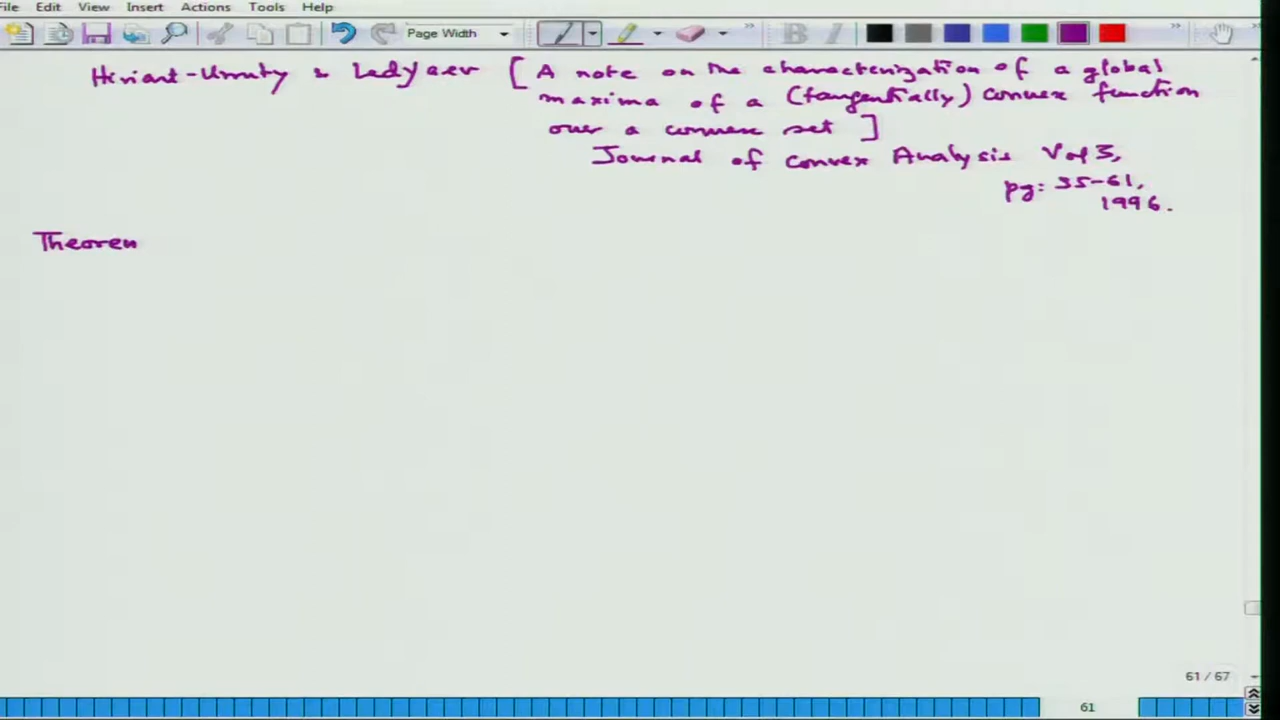 File Edit View Insert Actions Tools Help
Page Width
B I
Hiriart-Urruty & Ledyaev [ A note on the characterization of a global
maxima of a (tangentially) convex function
over a convex set ]
Journal of Convex Analysis Vol 3,
pg: 35-61,
1996.
Theorem
61 / 67
61